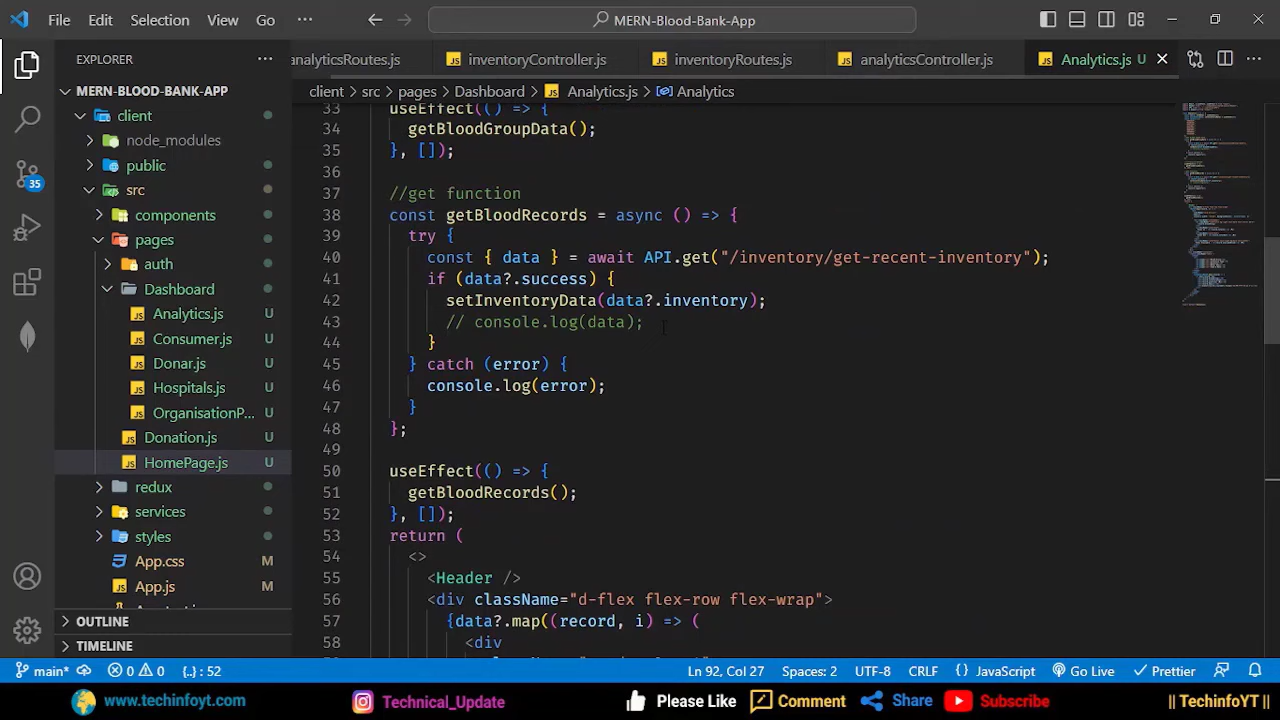 File Edit Selection View Go ··· MERN-Blood-Bank-App
EXPLORER ···
analyticsRoutes.js inventoryController.js inventoryRoutes.js analyticsController.js Analytics.js U
client > src > pages > Dashboard > Analytics.js > Analytics
MERN-BLOOD-BANK-APP
client
node_modules
public
src
components
pages
auth
Dashboard
Analytics.js U
Consumer.js U
Donar.js U
Hospitals.js U
OrganisationP... U
Donation.js U
HomePage.js U
redux
services
styles
App.css M
App.js M
OUTLINE
TIMELINE
35
33 useEffect(() => {
34 getBloodGroupData();
35 }, []);
36
37 //get function
38 const getBloodRecords = async () => {
39 try {
40 const { data } = await API.get("/inventory/get-recent-inventory");
41 if (data?.success) {
42 setInventoryData(data?.inventory);
43 // console.log(data);
44 }
45 } catch (error) {
46 console.log(error);
47 }
48 };
49
50 useEffect(() => {
51 getBloodRecords();
52 }, []);
53 return (
54 <>
55 <Header />
56 <div className="d-flex flex-row flex-wrap">
57 {data?.map((record, i) => (
58 <div
main* 0 0 {..} : 52 Ln 92, Col 27 Spaces: 2 UTF-8 CRLF {} JavaScript Go Live Prettier
www.techinfoyt.com Technical_Update Please Like Comment Share Subscribe || TechinfoYT ||